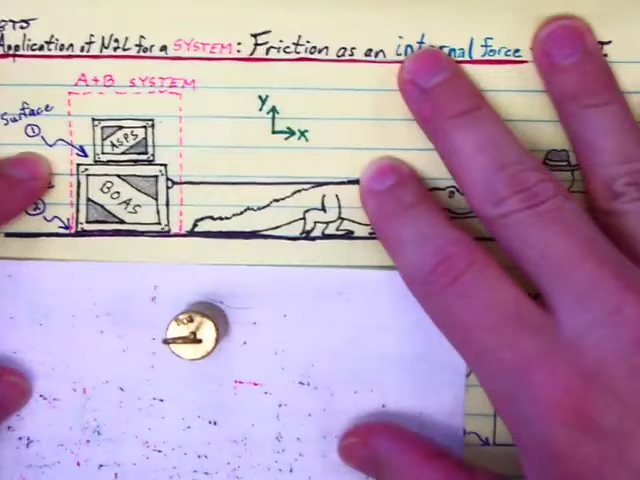 Application of N2L for a SYSTEM: Friction as an internal force
A+B SYSTEM
Surface
①
y
x
ASPS
BOAS
②